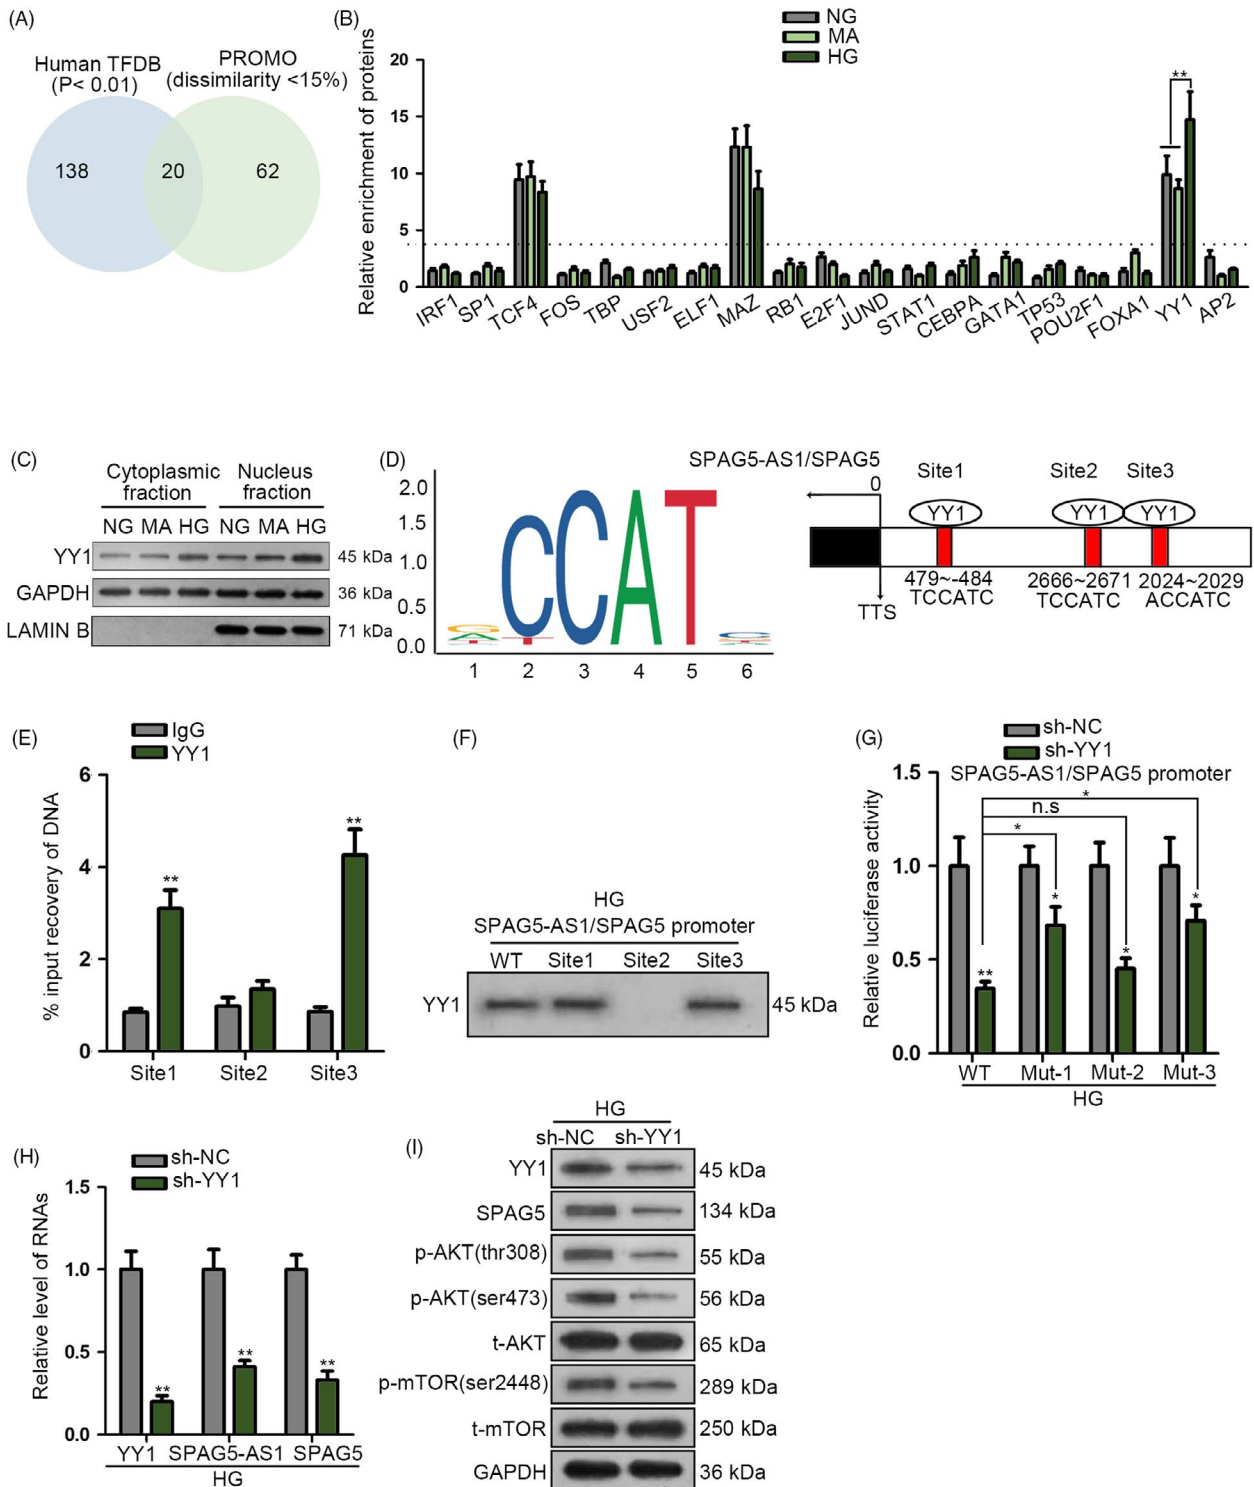 (A)
Human TFDB
(P< 0.01)
PROMO
(dissimilarity <15%)
138
20
62
(B)
NG
MA
HG
Relative enrichment of proteins
20
15
10
5
0
**
IRF1
SP1
TCF4
FOS
TBP
USF2
ELF1
MAZ
RB1
E2F1
JUND
STAT1
CEBPA
GATA1
TP53
POU2F1
FOXA1
YY1
AP2
(C)
Cytoplasmic fraction
Nucleus fraction
NG MA HG NG MA HG
YY1 45 kDa
GAPDH 36 kDa
LAMIN B 71 kDa
(D)
2.0
1.5
1.0
0.5
0.0
C C A T
1 2 3 4 5 6
SPAG5-AS1/SPAG5
0
TTS
Site1 Site2 Site3
YY1 YY1 YY1
479~-484 2666~2671 2024~2029
TCCATC TCCATC ACCATC
(E)
IgG
YY1
% input recovery of DNA
6
4
2
0
**
**
Site1 Site2 Site3
(F)
HG
SPAG5-AS1/SPAG5 promoter
WT Site1 Site2 Site3
YY1 45 kDa
(G)
sh-NC
sh-YY1
SPAG5-AS1/SPAG5 promoter
Relative luciferase activity
1.5
1.0
0.5
0.0
*
n.s
*
**
*
*
*
WT Mut-1 Mut-2 Mut-3
HG
(H)
sh-NC
sh-YY1
Relative level of RNAs
1.5
1.0
0.5
0.0
**
**
**
YY1 SPAG5-AS1 SPAG5
HG
(I)
HG
sh-NC sh-YY1
YY1 45 kDa
SPAG5 134 kDa
p-AKT(thr308) 55 kDa
p-AKT(ser473) 56 kDa
t-AKT 65 kDa
p-mTOR(ser2448) 289 kDa
t-mTOR 250 kDa
GAPDH 36 kDa